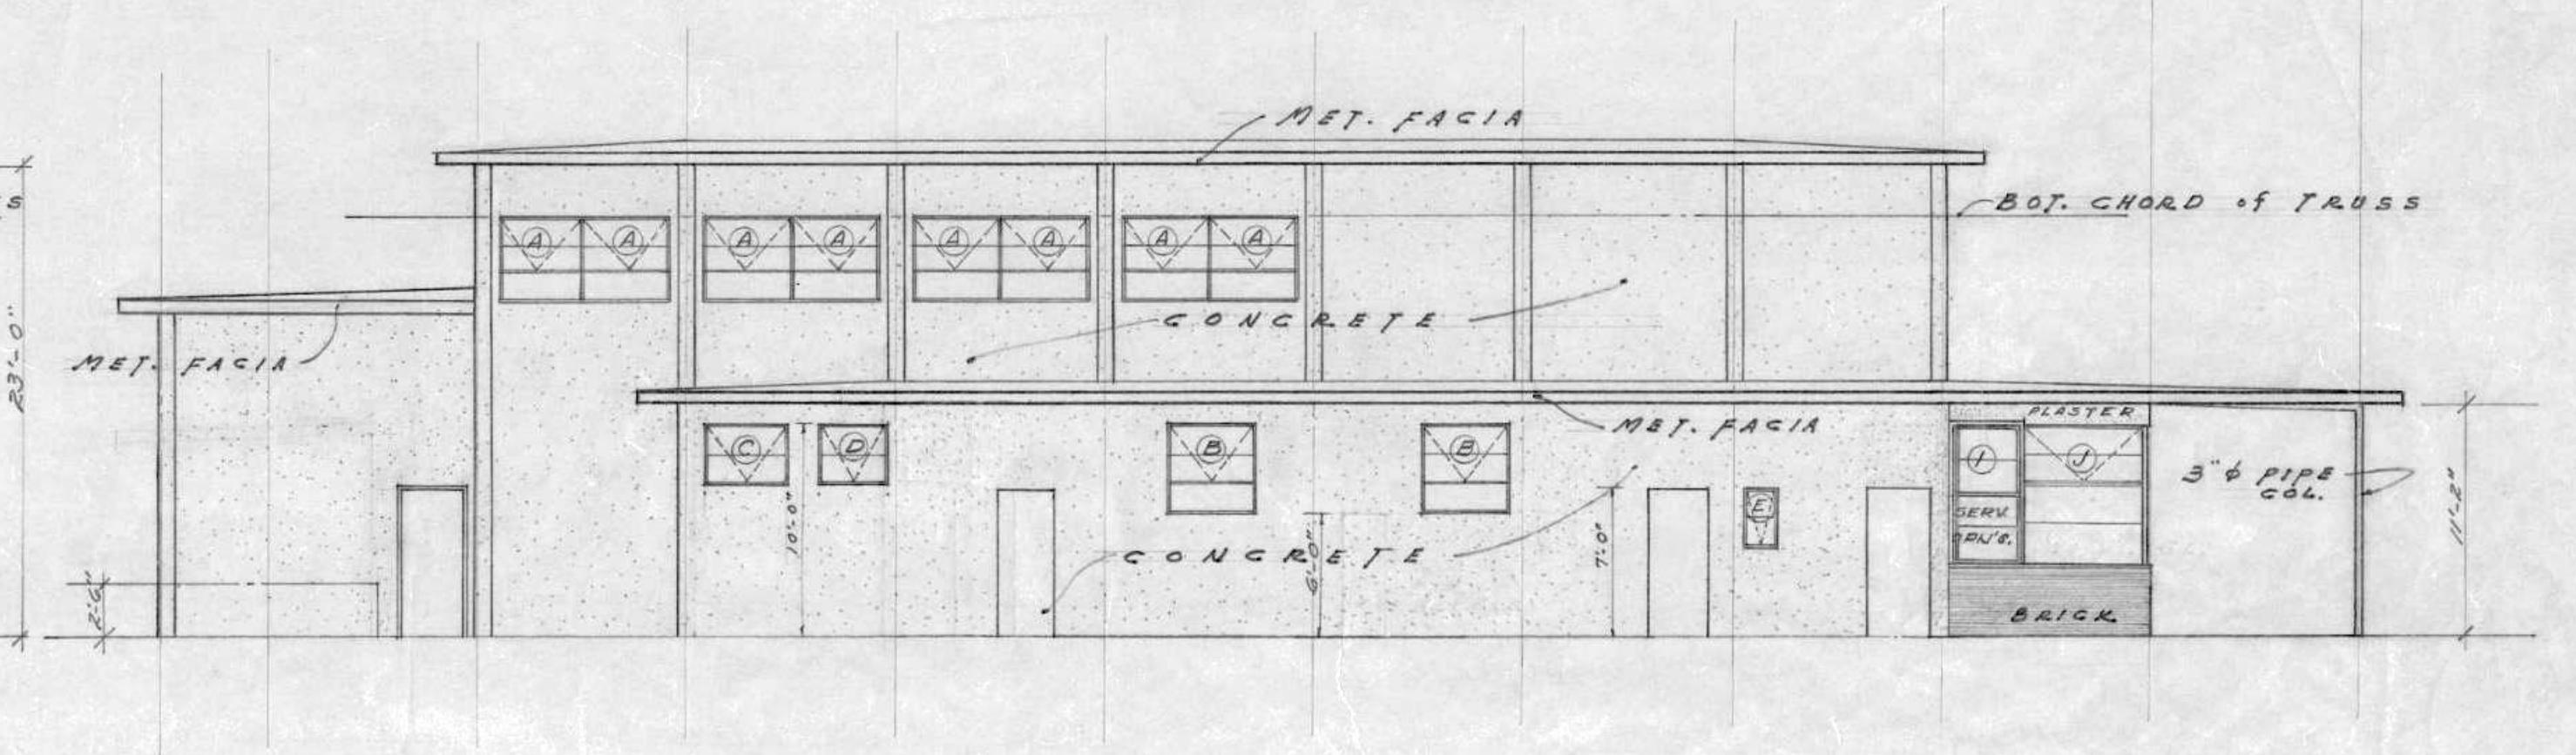 MET. FACIA
S
BOT. CHORD of TRUSS
A A A A A A A A
23'-0"
CONCRETE
MET. FACIA
PLASTER
MET. FACIA
C D B B I J
3" ϕ PIPE
COL.
E
SERV.
OPN'S.
10'-0"
6'-0"
7'-0"
11'-2"
CONCRETE
2'-6"
BRICK